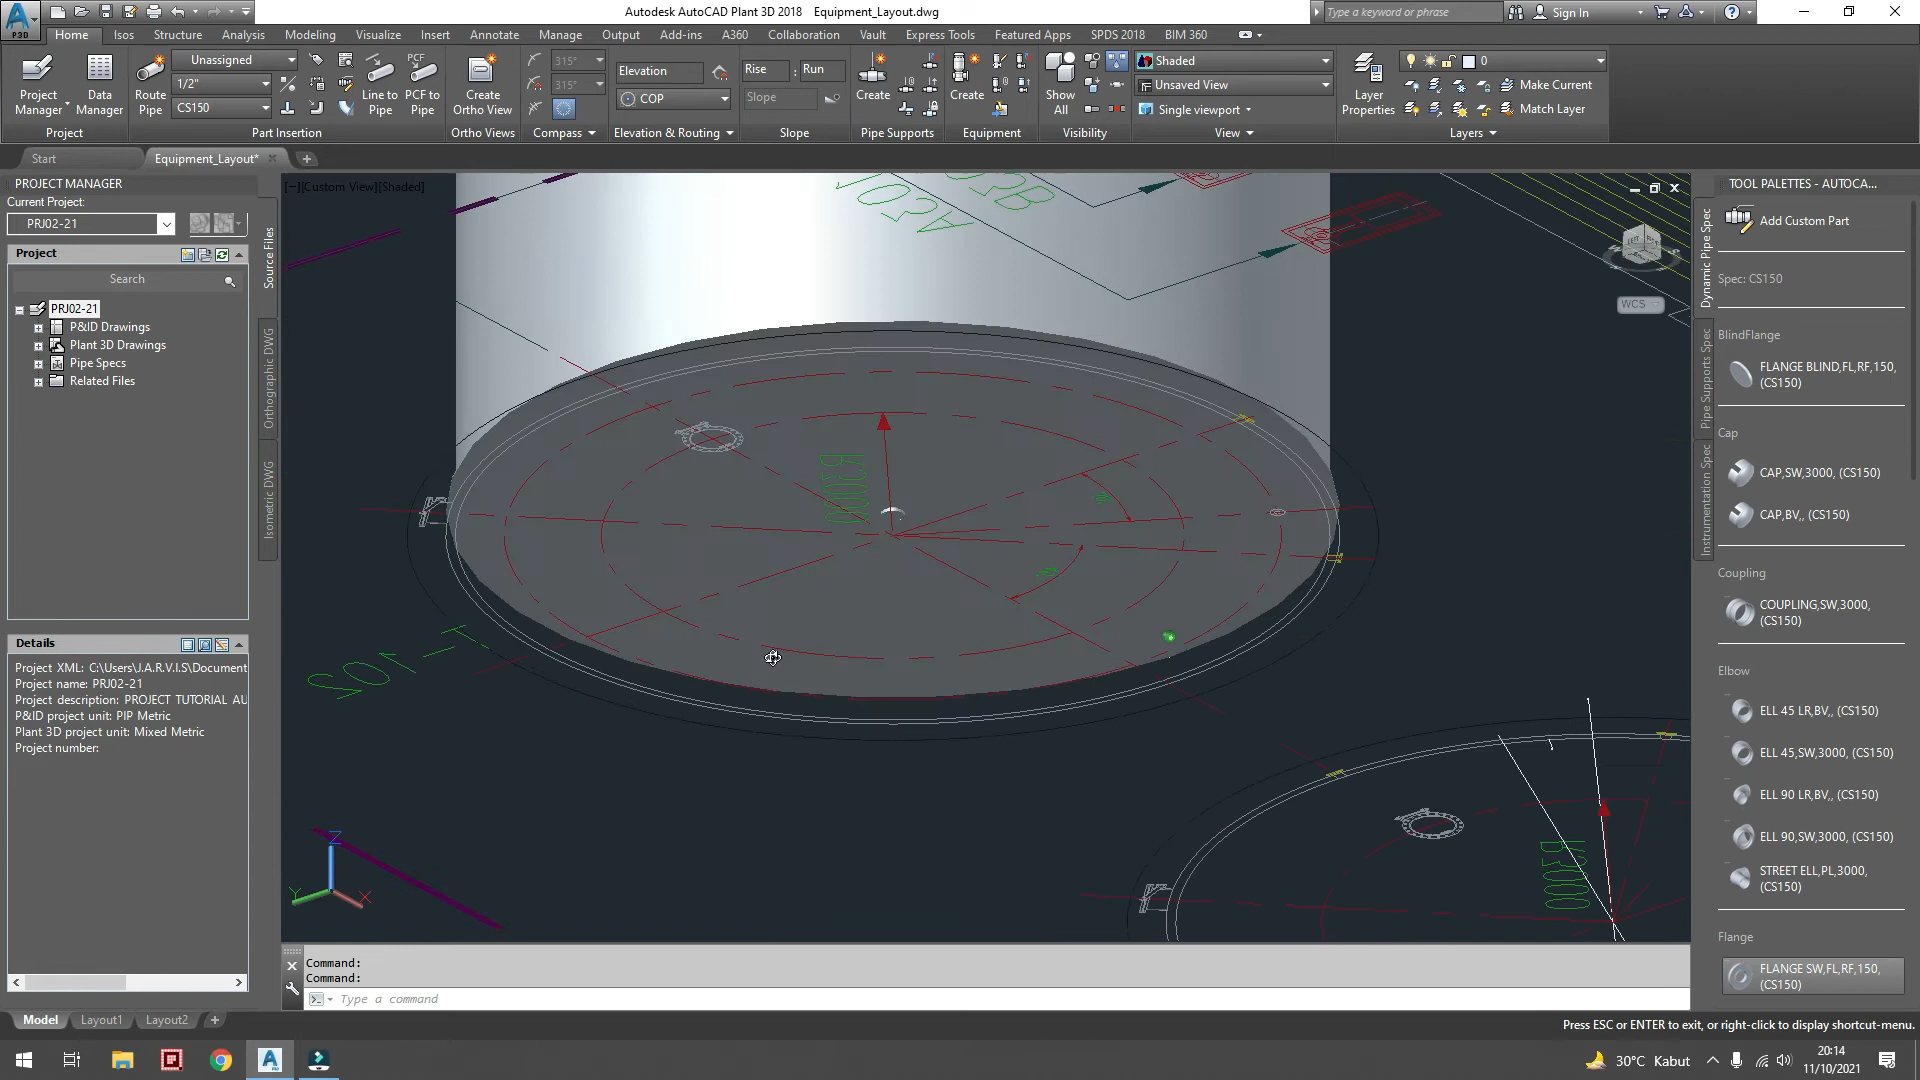 Autodesk AutoCAD Plant 3D 2018 Equipment_Layout.dwg
Type a keyword or phrase
Sign In
P3D
Home Isos Structure Analysis Modeling Visualize Insert Annotate Manage Output Add-ins A360 Collaboration Vault Express Tools Featured Apps SPDS 2018 BIM 360
Project Manager
Data Manager
Project
Route Pipe
Unassigned
1/2"
CS150
Line to Pipe
PCF
PCF to Pipe
Part Insertion
Create Ortho View
Ortho Views
315°
315°
Compass
Elevation
COP
Elevation & Routing
Rise : Run
Slope
Slope
Create
Pipe Supports
Create
Equipment
Show All
Visibility
Shaded
Unsaved View
Single viewport
View
Layer Properties
0
Make Current
Match Layer
Layers
Start
Equipment_Layout*
PROJECT MANAGER
Current Project:
PRJ02-21
Project
Search
PRJ02-21
P&ID Drawings
Plant 3D Drawings
Pipe Specs
Related Files
Source Files
Orthographic DWG
Isometric DWG
Details
Project XML: C:\Users\J.A.R.V.I.S\Document
Project name: PRJ02-21
Project description: PROJECT TUTORIAL AU
P&ID project unit: PIP Metric
Plant 3D project unit: Mixed Metric
Project number:
[−][Custom View][Shaded]
R3000
T-102
R3000
LEFT
WCS
Z
Y
X
TOOL PALETTES - AUTOCA...
Dynamic Pipe Spec
Pipe Supports Spec
Instrumentation Spec
Add Custom Part
Spec: CS150
BlindFlange
FLANGE BLIND,FL,RF,150, (CS150)
Cap
CAP,SW,3000, (CS150)
CAP,BV,, (CS150)
Coupling
COUPLING,SW,3000, (CS150)
Elbow
ELL 45 LR,BV,, (CS150)
ELL 45,SW,3000, (CS150)
ELL 90 LR,BV,, (CS150)
ELL 90,SW,3000, (CS150)
STREET ELL,PL,3000, (CS150)
Flange
FLANGE SW,FL,RF,150, (CS150)
Command:
Command:
Type a command
Model Layout1 Layout2
Press ESC or ENTER to exit, or right-click to display shortcut-menu.
30°C Kabut
20:14
11/10/2021